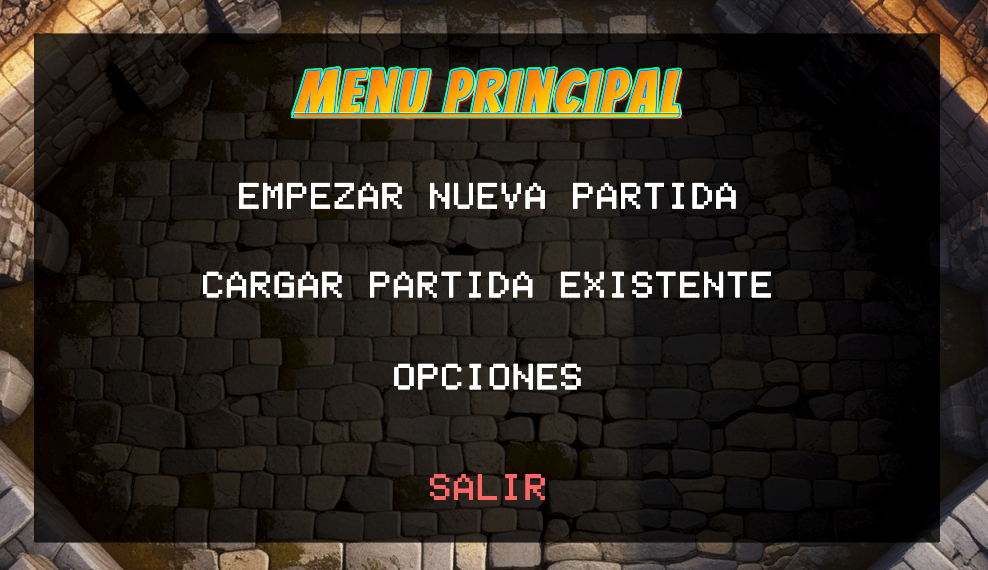 MENU PRINCIPAL
EMPEZAR NUEVA PARTIDA
CARGAR PARTIDA EXISTENTE
OPCIONES
SALIR